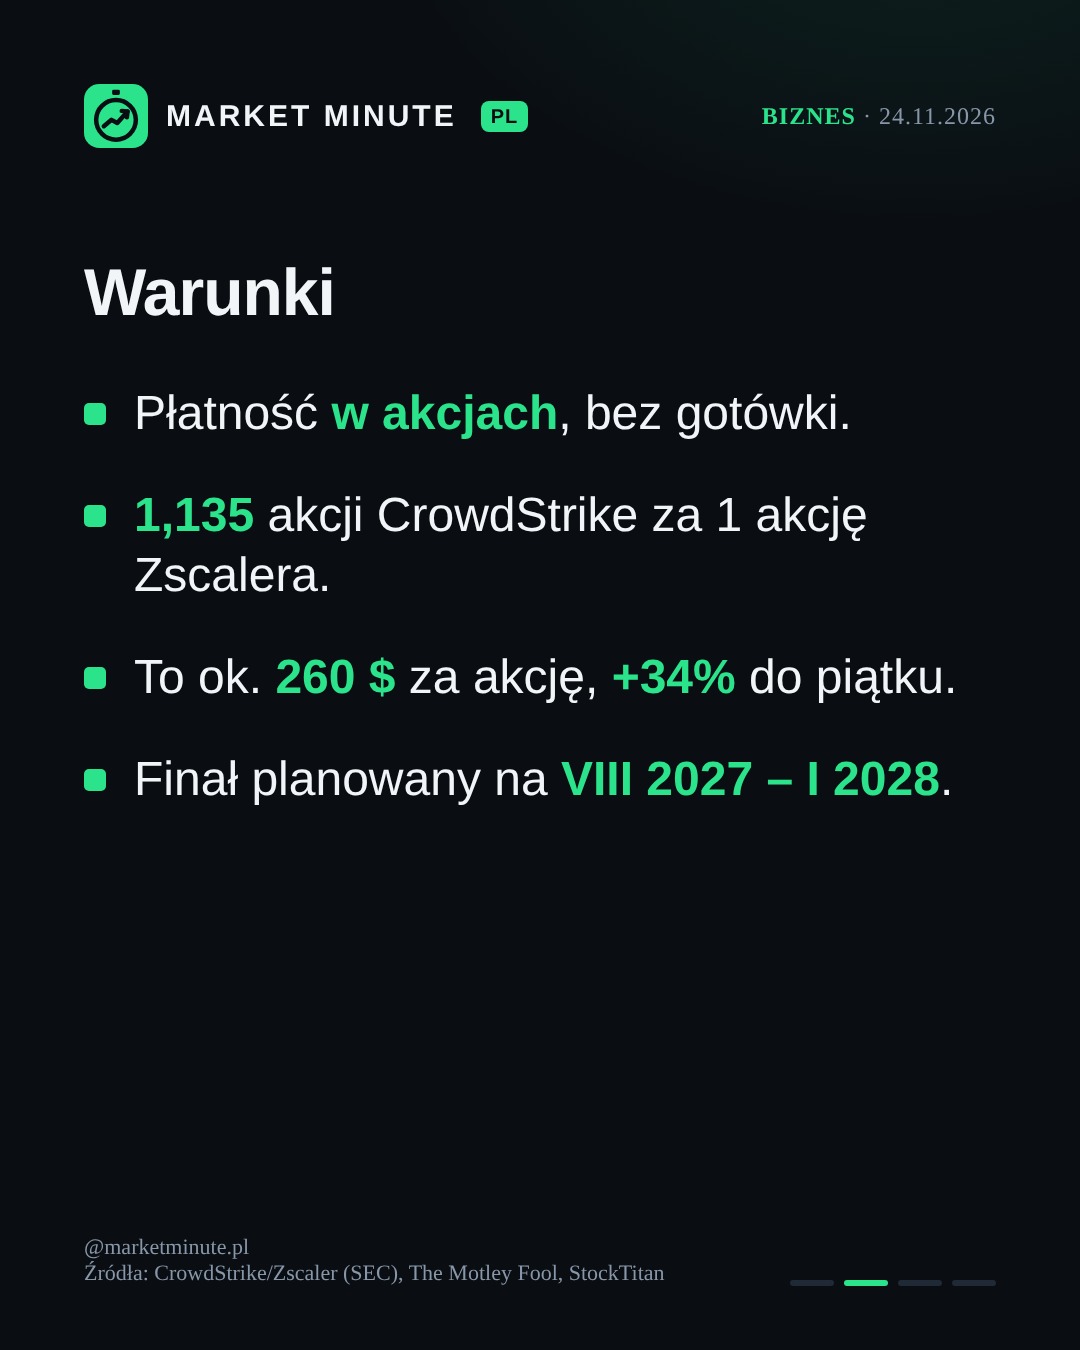 MARKET MINUTE PL
BIZNES · 24.11.2026
Warunki
Płatność w akcjach, bez gotówki.
1,135 akcji CrowdStrike za 1 akcję
Zscalera.
To ok. 260 $ za akcję, +34% do piątku.
Finał planowany na VIII 2027 – I 2028.
@marketminute.pl
Źródła: CrowdStrike/Zscaler (SEC), The Motley Fool, StockTitan